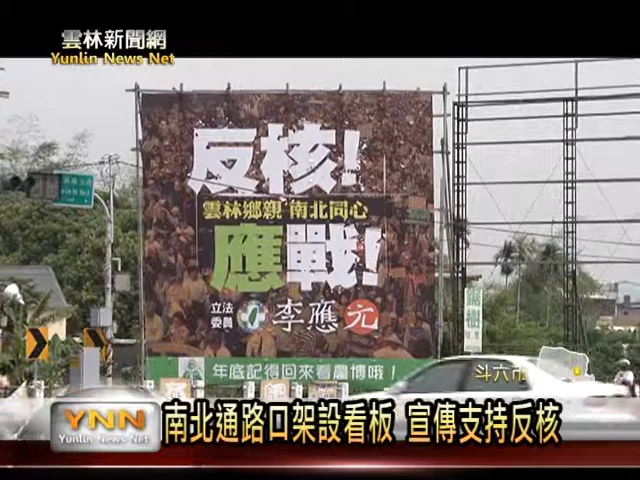 雲林新聞網
Yunlin News Net
反核!
雲林鄉親 南北同心
應戰!
立法
委員
李應元
年底記得回來看農博哦！
斗六市
YNN
Yunlin News Net
南北通路口架設看板 宣傳支持反核